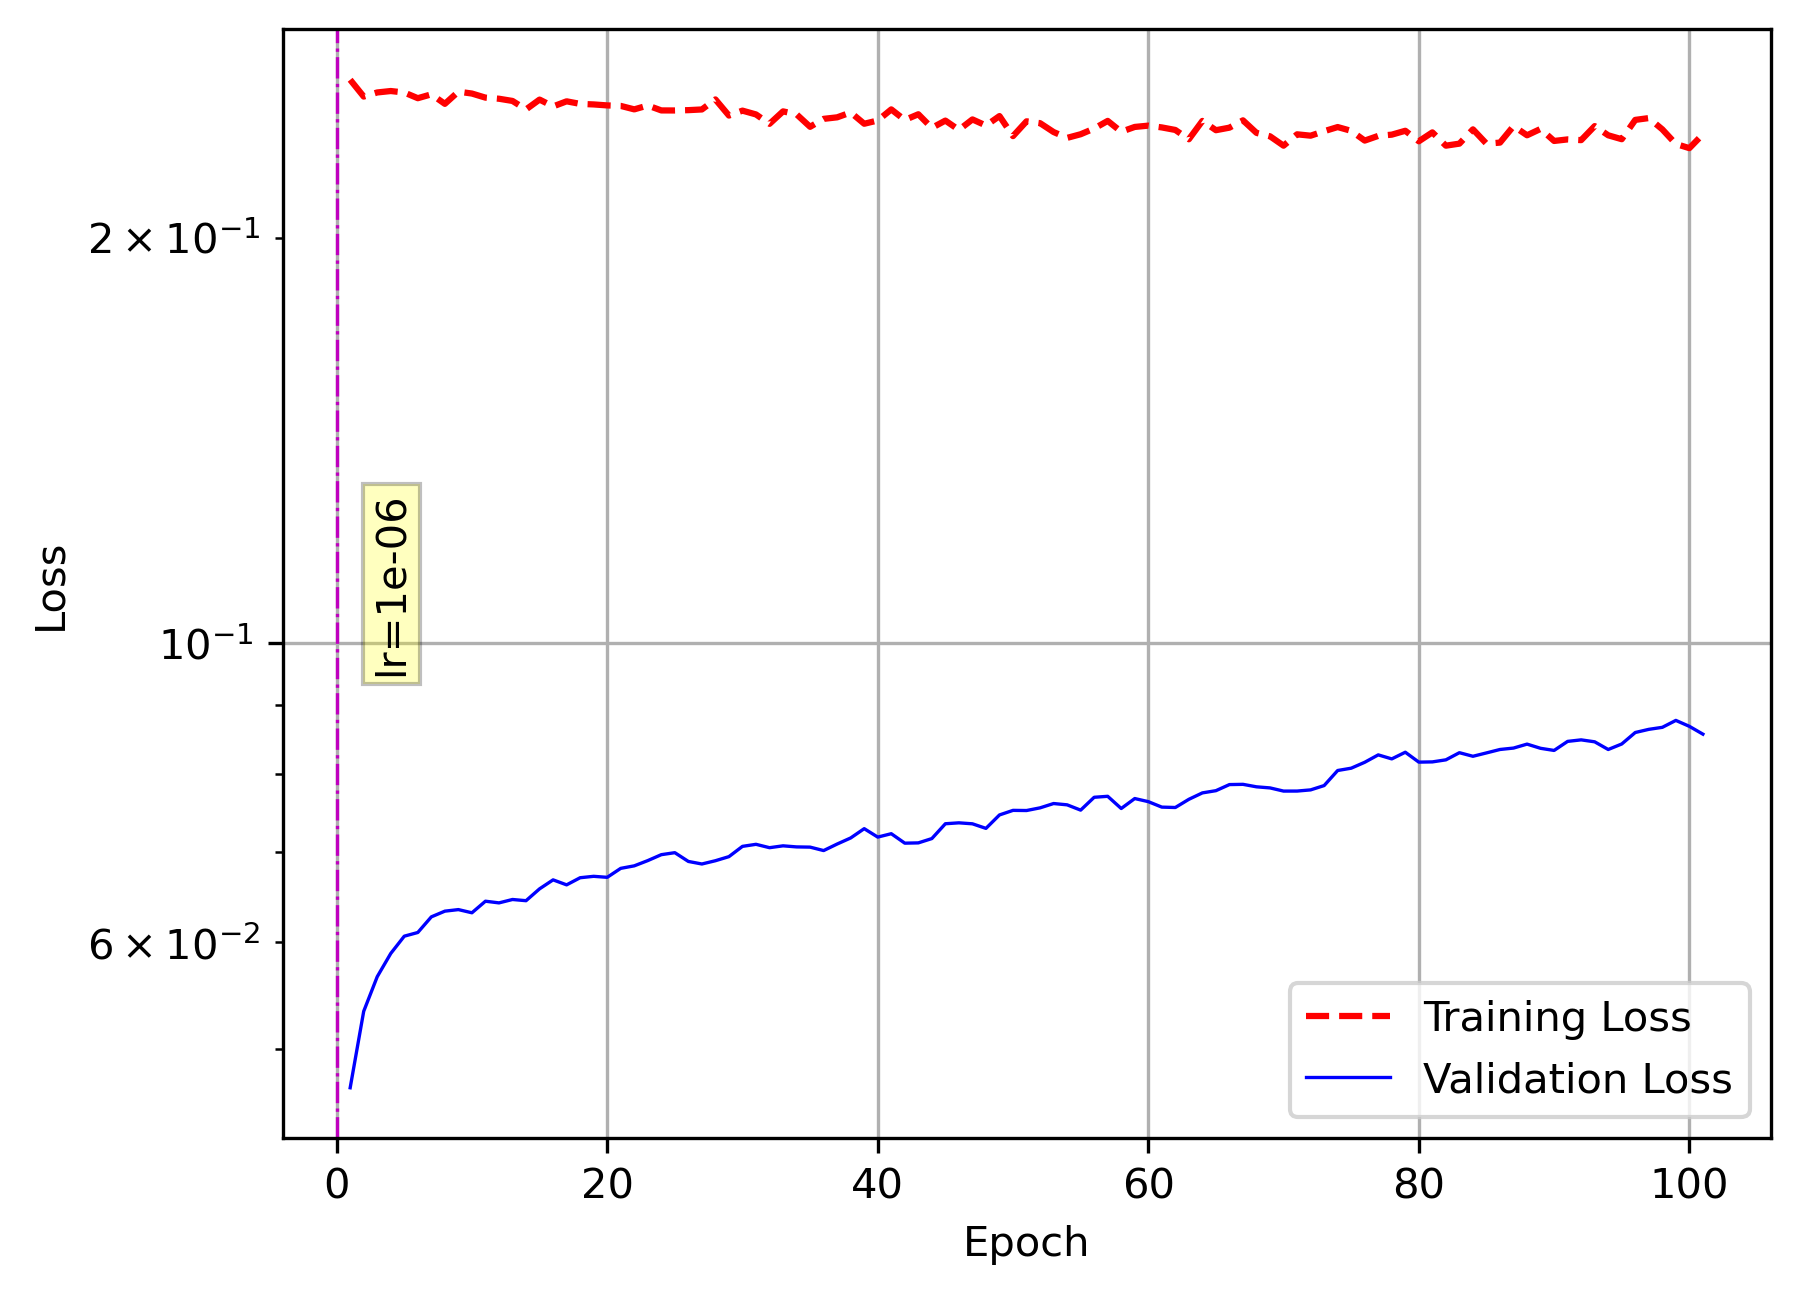 2 × 10⁻¹
10⁻¹
6 × 10⁻²
Loss
lr=1e-06
Training Loss
Validation Loss
0 20 40 60 80 100
Epoch